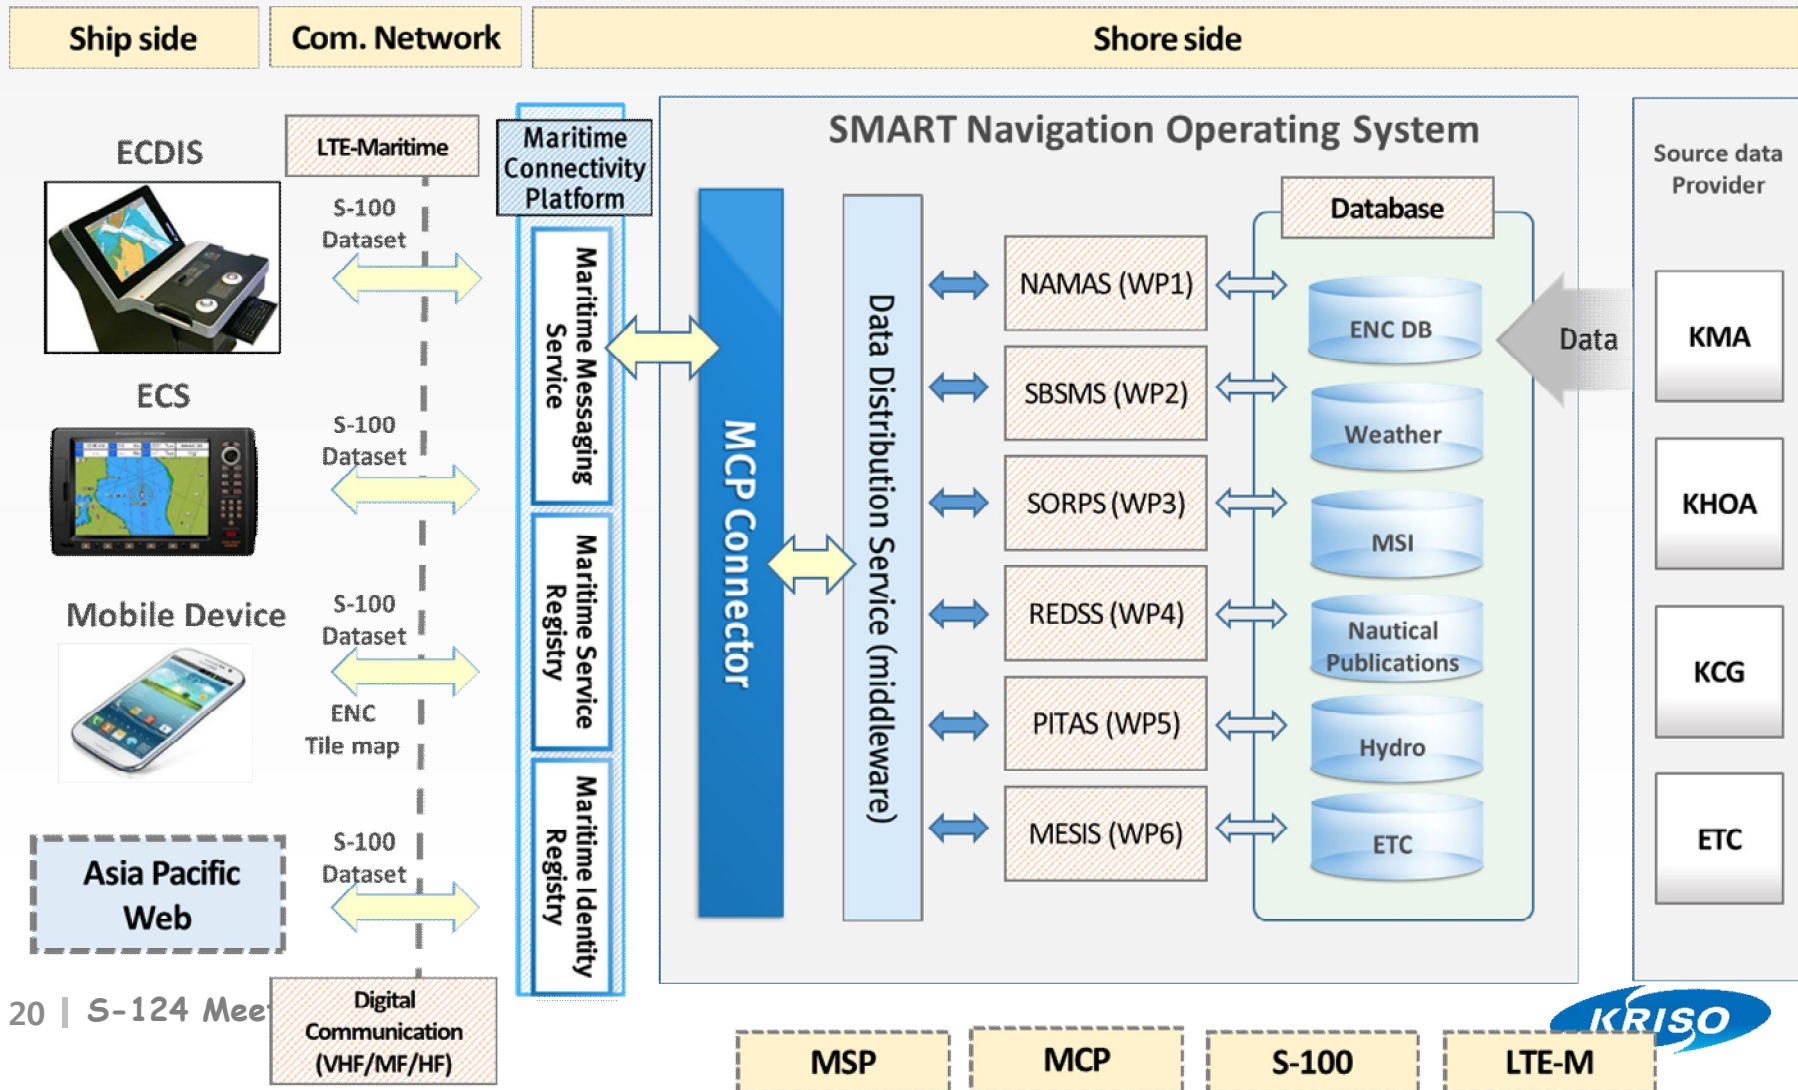 Ship side
Com. Network
Shore side
ECDIS
ECS
Mobile Device
Asia Pacific
Web
LTE-Maritime
S-100
Dataset
S-100
Dataset
S-100
Dataset
ENC
Tile map
S-100
Dataset
Digital
Communication
(VHF/MF/HF)
Maritime
Connectivity
Platform
Maritime Messaging
Service
Maritime Service
Registry
Maritime Identity
Registry
SMART Navigation Operating System
MCP Connector
Data Distribution Service (middleware)
NAMAS (WP1)
SBSMS (WP2)
SORPS (WP3)
REDSS (WP4)
PITAS (WP5)
MESIS (WP6)
Database
ENC DB
Weather
MSI
Nautical
Publications
Hydro
ETC
Data
Source data
Provider
KMA
KHOA
KCG
ETC
20 | S-124 Meet
KRISO
MSP
MCP
S-100
LTE-M